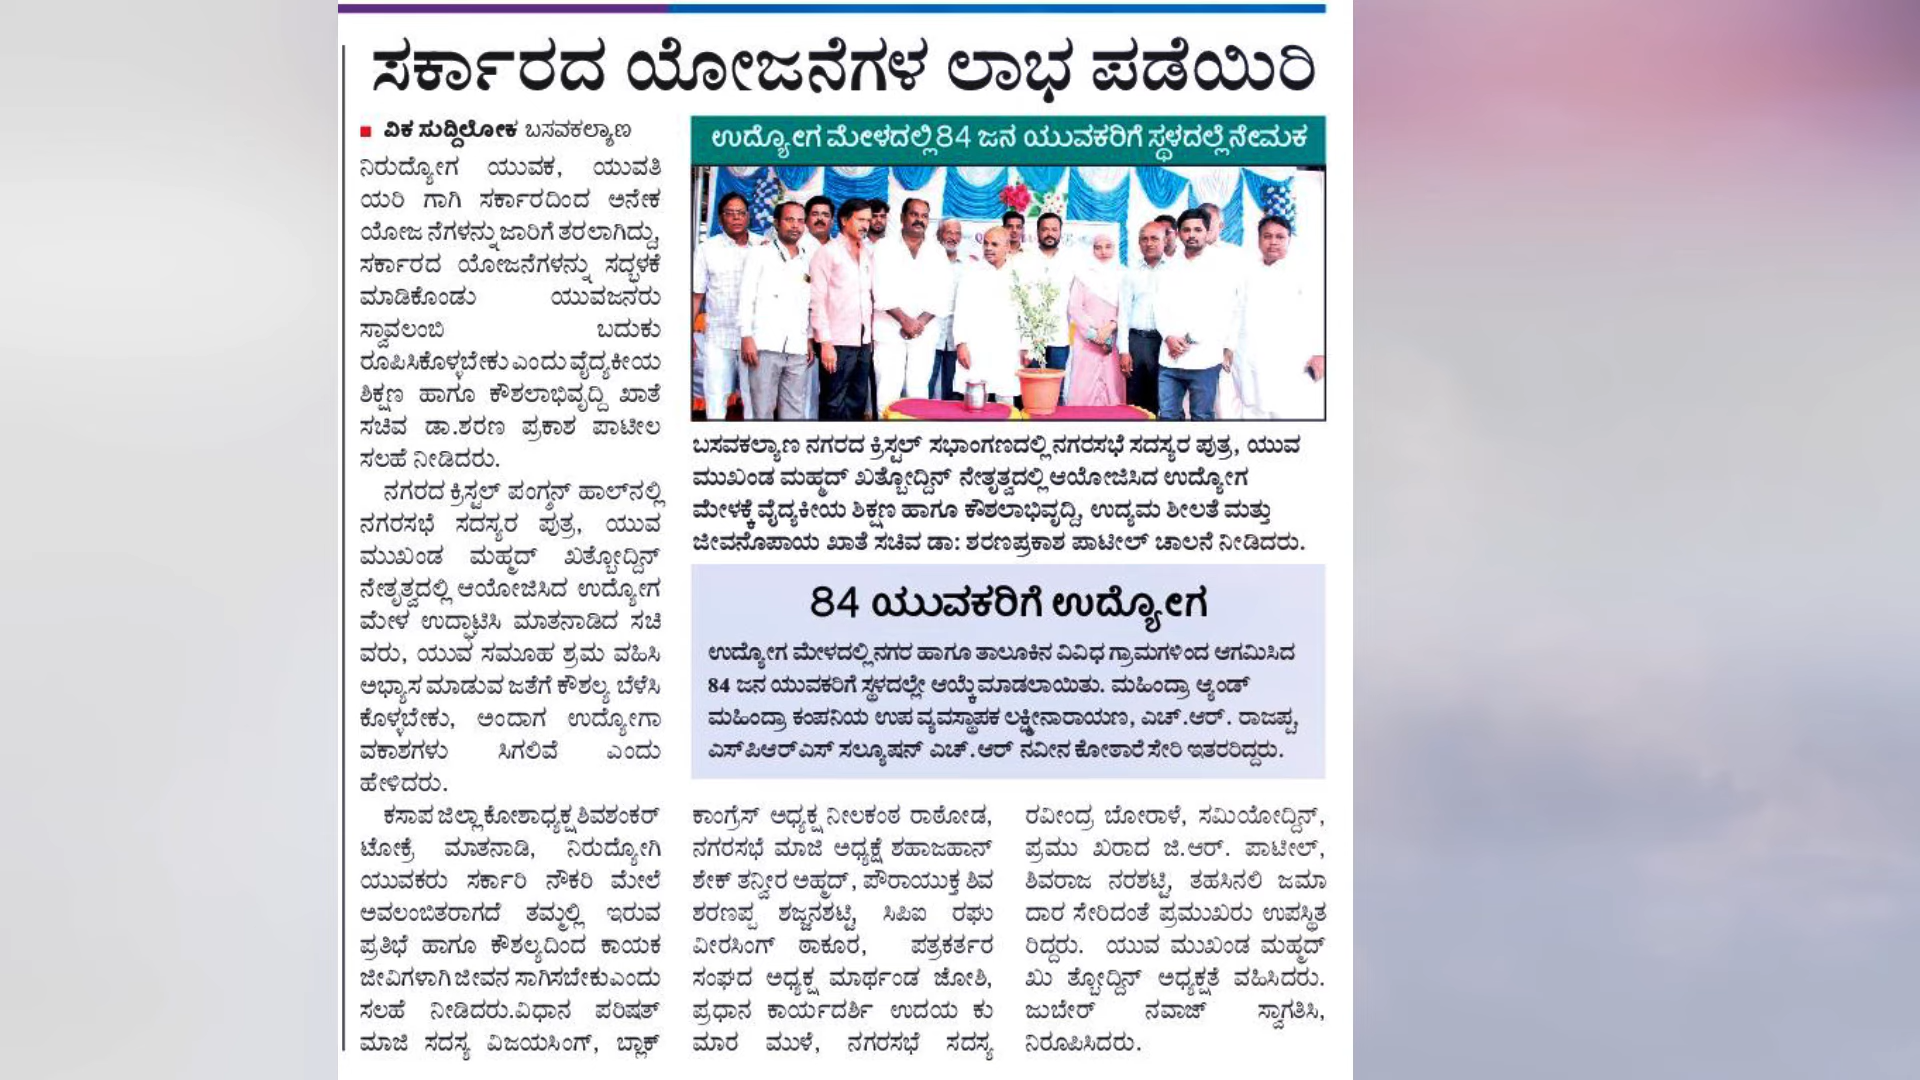 ಸರ್ಕಾರದ ಯೋಜನೆಗಳ ಲಾಭ ಪಡೆಯಿರಿ
■ ವಿಕ ಸುದ್ದಿಲೋಕ ಬಸವಕಲ್ಯಾಣ
ನಿರುದ್ಯೋಗ ಯುವಕ, ಯುವತಿ
ಯರಿ ಗಾಗಿ ಸರ್ಕಾರದಿಂದ ಅನೇಕ
ಯೋಜ ನೆಗಳನ್ನು ಜಾರಿಗೆ ತರಲಾಗಿದ್ದು,
ಸರ್ಕಾರದ ಯೋಜನೆಗಳನ್ನು ಸದ್ಬಳಕೆ
ಮಾಡಿಕೊಂಡು ಯುವಜನರು
ಸ್ವಾವಲಂಬಿ ಬದುಕು
ರೂಪಿಸಿಕೊಳ್ಳಬೇಕು ಎಂದು ವೈದ್ಯಕೀಯ
ಶಿಕ್ಷಣ ಹಾಗೂ ಕೌಶಲಾಭಿವೃದ್ದಿ ಖಾತೆ
ಸಚಿವ ಡಾ.ಶರಣ ಪ್ರಕಾಶ ಪಾಟೀಲ
ಸಲಹೆ ನೀಡಿದರು.
ನಗರದ ಕ್ರಿಸ್ಟಲ್ ಪಂಗ್ಶನ್ ಹಾಲ್‌ನಲ್ಲಿ
ನಗರಸಭೆ ಸದಸ್ಯರ ಪುತ್ರ, ಯುವ
ಮುಖಂಡ ಮಹ್ಮದ್ ಖತ್ಬೋದ್ದಿನ್
ನೇತೃತ್ವದಲ್ಲಿ ಆಯೋಜಿಸಿದ ಉದ್ಯೋಗ
ಮೇಳ ಉದ್ಘಾಟಿಸಿ ಮಾತನಾಡಿದ ಸಚಿ
ವರು, ಯುವ ಸಮೂಹ ಶ್ರಮ ವಹಿಸಿ
ಅಭ್ಯಾಸ ಮಾಡುವ ಜತೆಗೆ ಕೌಶಲ್ಯ ಬೆಳೆಸಿ
ಕೊಳ್ಳಬೇಕು, ಅಂದಾಗ ಉದ್ಯೋಗಾ
ವಕಾಶಗಳು ಸಿಗಲಿವೆ ಎಂದು
ಹೇಳಿದರು.
ಕಸಾಪ ಜಿಲ್ಲಾ ಕೋಶಾಧ್ಯಕ್ಷ ಶಿವಶಂಕರ್
ಟೋಕ್ರೆ ಮಾತನಾಡಿ, ನಿರುದ್ಯೋಗಿ
ಯುವಕರು ಸರ್ಕಾರಿ ನೌಕರಿ ಮೇಲೆ
ಅವಲಂಬಿತರಾಗದೆ ತಮ್ಮಲ್ಲಿ ಇರುವ
ಪ್ರತಿಭೆ ಹಾಗೂ ಕೌಶಲ್ಯದಿಂದ ಕಾಯಕ
ಜೀವಿಗಳಾಗಿ ಜೀವನ ಸಾಗಿಸಬೇಕು ಎಂದು
ಸಲಹೆ ನೀಡಿದರು.ವಿಧಾನ ಪರಿಷತ್
ಮಾಜಿ ಸದಸ್ಯ ವಿಜಯಸಿಂಗ್, ಬ್ಲಾಕ್
ಉದ್ಯೋಗ ಮೇಳದಲ್ಲಿ 84 ಜನ ಯುವಕರಿಗೆ ಸ್ಥಳದಲ್ಲೆ ನೇಮಕ
ಬಸವಕಲ್ಯಾಣ ನಗರದ ಕ್ರಿಸ್ಟಲ್ ಸಭಾಂಗಣದಲ್ಲಿ ನಗರಸಭೆ ಸದಸ್ಯರ ಪುತ್ರ, ಯುವ
ಮುಖಂಡ ಮಹ್ಮದ್ ಖತ್ಬೋದ್ದಿನ್ ನೇತೃತ್ವದಲ್ಲಿ ಆಯೋಜಿಸಿದ ಉದ್ಯೋಗ
ಮೇಳಕ್ಕೆ ವೈದ್ಯಕೀಯ ಶಿಕ್ಷಣ ಹಾಗೂ ಕೌಶಲಾಭಿವೃದ್ದಿ, ಉದ್ಯಮ ಶೀಲತೆ ಮತ್ತು
ಜೀವನೊಪಾಯ ಖಾತೆ ಸಚಿವ ಡಾ: ಶರಣಪ್ರಕಾಶ ಪಾಟೀಲ್ ಚಾಲನೆ ನೀಡಿದರು.
84 ಯುವಕರಿಗೆ ಉದ್ಯೋಗ
ಉದ್ಯೋಗ ಮೇಳದಲ್ಲಿ ನಗರ ಹಾಗೂ ತಾಲೂಕಿನ ವಿವಿಧ ಗ್ರಾಮಗಳಿಂದ ಆಗಮಿಸಿದ
84 ಜನ ಯುವಕರಿಗೆ ಸ್ಥಳದಲ್ಲೇ ಆಯ್ಕೆ ಮಾಡಲಾಯಿತು. ಮಹಿಂದ್ರಾ ಆ್ಯಂಡ್
ಮಹಿಂದ್ರಾ ಕಂಪನಿಯ ಉಪ ವ್ಯವಸ್ಥಾಪಕ ಲಕ್ಷ್ಮೀನಾರಾಯಣ, ಎಚ್.ಆರ್. ರಾಜಪ್ಪ,
ಎಸ್‌ಪಿಆರ್‌ಎಸ್ ಸಲ್ಯೂಷನ್ ಎಚ್.ಆರ್ ನವೀನ ಕೋಠಾರೆ ಸೇರಿ ಇತರರಿದ್ದರು.
ಕಾಂಗ್ರೆಸ್ ಅಧ್ಯಕ್ಷ ನೀಲಕಂಠ ರಾಠೋಡ,
ನಗರಸಭೆ ಮಾಜಿ ಅಧ್ಯಕ್ಷೆ ಶಹಾಜಹಾನ್
ಶೇಕ್ ತನ್ವೀರ ಅಹ್ಮದ್, ಪೌರಾಯುಕ್ತ ಶಿವ
ಶರಣಪ್ಪ ಶಜ್ಜನಶೆಟ್ಟಿ, ಸಿಪಿಐ ರಘು
ವೀರಸಿಂಗ್ ಠಾಕೂರ, ಪತ್ರಕರ್ತರ
ಸಂಘದ ಅಧ್ಯಕ್ಷ ಮಾರ್ಥಂಡ ಜೋಶಿ,
ಪ್ರಧಾನ ಕಾರ್ಯದರ್ಶಿ ಉದಯ ಕು
ಮಾರ ಮುಳೆ, ನಗರಸಭೆ ಸದಸ್ಯ
ರವೀಂದ್ರ ಬೋರಾಳೆ, ಸಮಿಯೋದ್ದಿನ್,
ಪ್ರಮು ಖರಾದ ಜಿ.ಆರ್. ಪಾಟೀಲ್,
ಶಿವರಾಜ ನರಶಟ್ಟಿ, ತಹಸಿನಲಿ ಜಮಾ
ದಾರ ಸೇರಿದಂತೆ ಪ್ರಮುಖರು ಉಪಸ್ಥಿತ
ರಿದ್ದರು. ಯುವ ಮುಖಂಡ ಮಹ್ಮದ್
ಖು ತ್ಬೋದ್ದಿನ್ ಅಧ್ಯಕ್ಷತೆ ವಹಿಸಿದರು.
ಜುಬೇರ್ ನವಾಜ್ ಸ್ವಾಗತಿಸಿ,
ನಿರೂಪಿಸಿದರು.